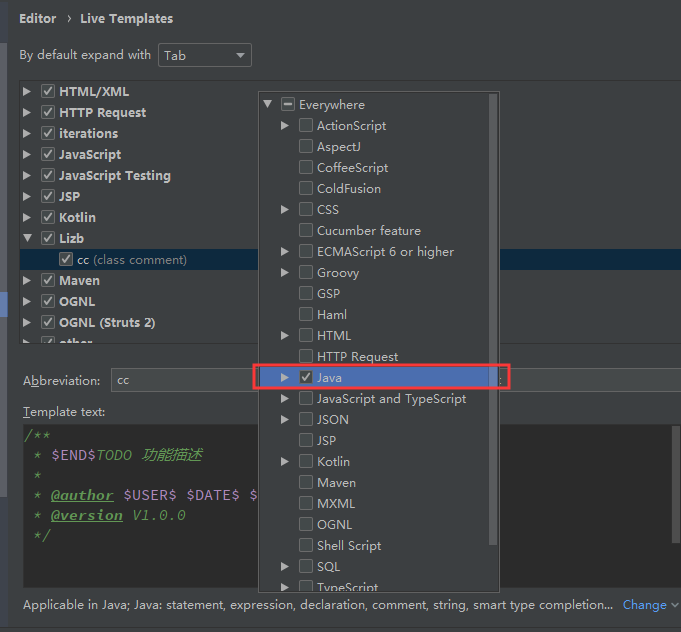 Editor › Live Templates
By default expand with Tab
HTML/XML
HTTP Request
iterations
JavaScript
JavaScript Testing
JSP
Kotlin
Lizb
cc (class comment)
Maven
OGNL
OGNL (Struts 2)
other
Everywhere
ActionScript
AspectJ
CoffeeScript
ColdFusion
CSS
Cucumber feature
ECMAScript 6 or higher
Groovy
GSP
Haml
HTML
HTTP Request
Java
JavaScript and TypeScript
JSON
JSP
Kotlin
Maven
MXML
OGNL
Shell Script
SQL
TypeScript
Abbreviation: cc
Template text:
/**
* $END$TODO 功能描述
*
* @author $USER$ $DATE$ $
* @version V1.0.0
*/
Applicable in Java; Java: statement, expression, declaration, comment, string, smart type completion... Change